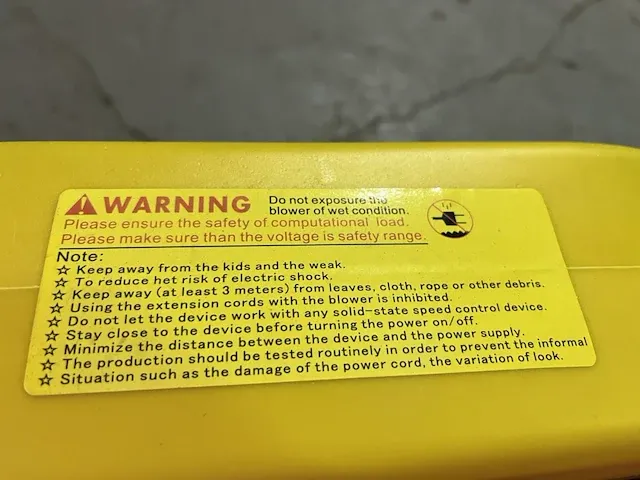 WARNING
Do not exposure the
blower of wet condition.
Please ensure the safety of computational load.
Please make sure than the voltage is safety range.
Note:
☆ Keep away from the kids and the weak.
☆ To reduce het risk of electric shock.
☆ Keep away (at least 3 meters) from leaves, cloth, rope or other debris.
☆ Using the extension cords with the blower is inhibited.
☆ Do not let the device work with any solid-state speed control device.
☆ Stay close to the device before turning the power on/off.
☆ Minimize the distance between the device and the power supply.
☆ The production should be tested routinely in order to prevent the informal
☆ Situation such as the damage of the power cord, the variation of look.